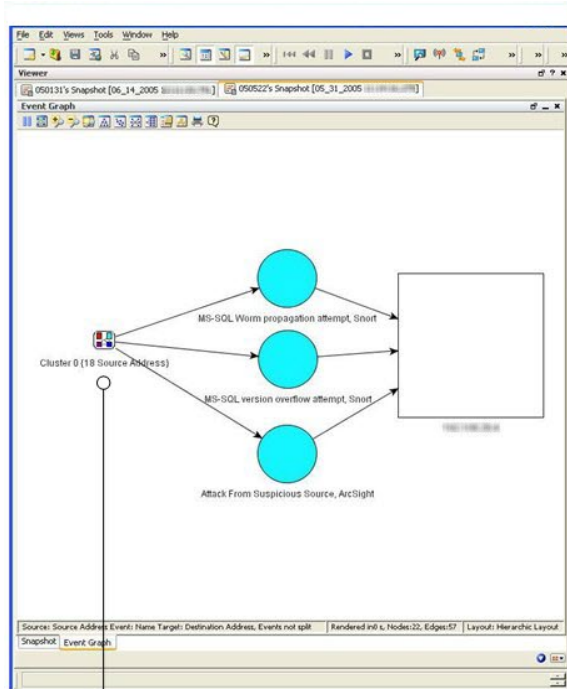 File Edit Views Tools Window Help
Viewer
050131's Snapshot [06_14_2005 ]
050522's Snapshot [05_31_2005 ]
Event Graph
MS-SQL Worm propagation attempt, Snort
Cluster 0 {18 Source Address}
MS-SQL version overflow attempt, Snort
Attack From Suspicious Source, ArcSight
Source: Source Address Event: Name Target: Destination Address, Events not split
Rendered in0 s, Nodes:22, Edges:57
Layout: Hierarchic Layout
Snapshot
Event Graph